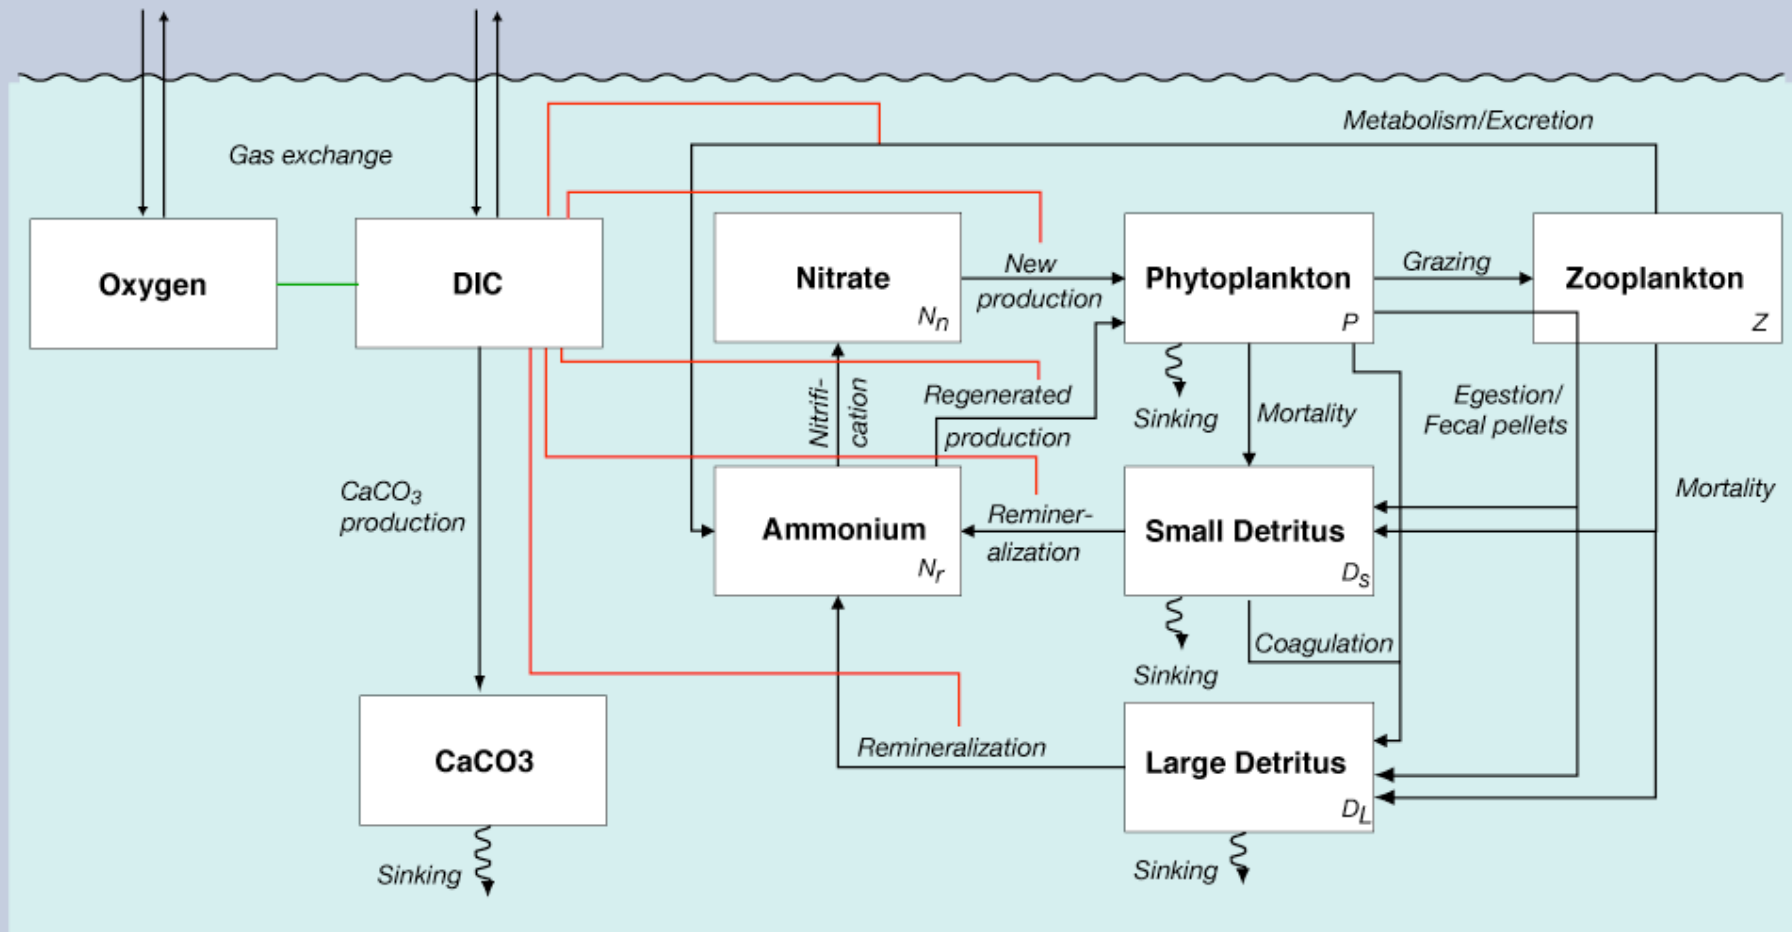 Metabolism/Excretion
Gas exchange
Oxygen
DIC
Nitrate
Nn
New
production
Phytoplankton
P
Grazing
Zooplankton
Z
Nitrifi-
cation
Regenerated
production
Sinking
Mortality
Egestion/
Fecal pellets
CaCO3
production
Ammonium
Nr
Reminer-
alization
Small Detritus
Ds
Mortality
Sinking
Coagulation
CaCO3
Remineralization
Large Detritus
DL
Sinking
Sinking